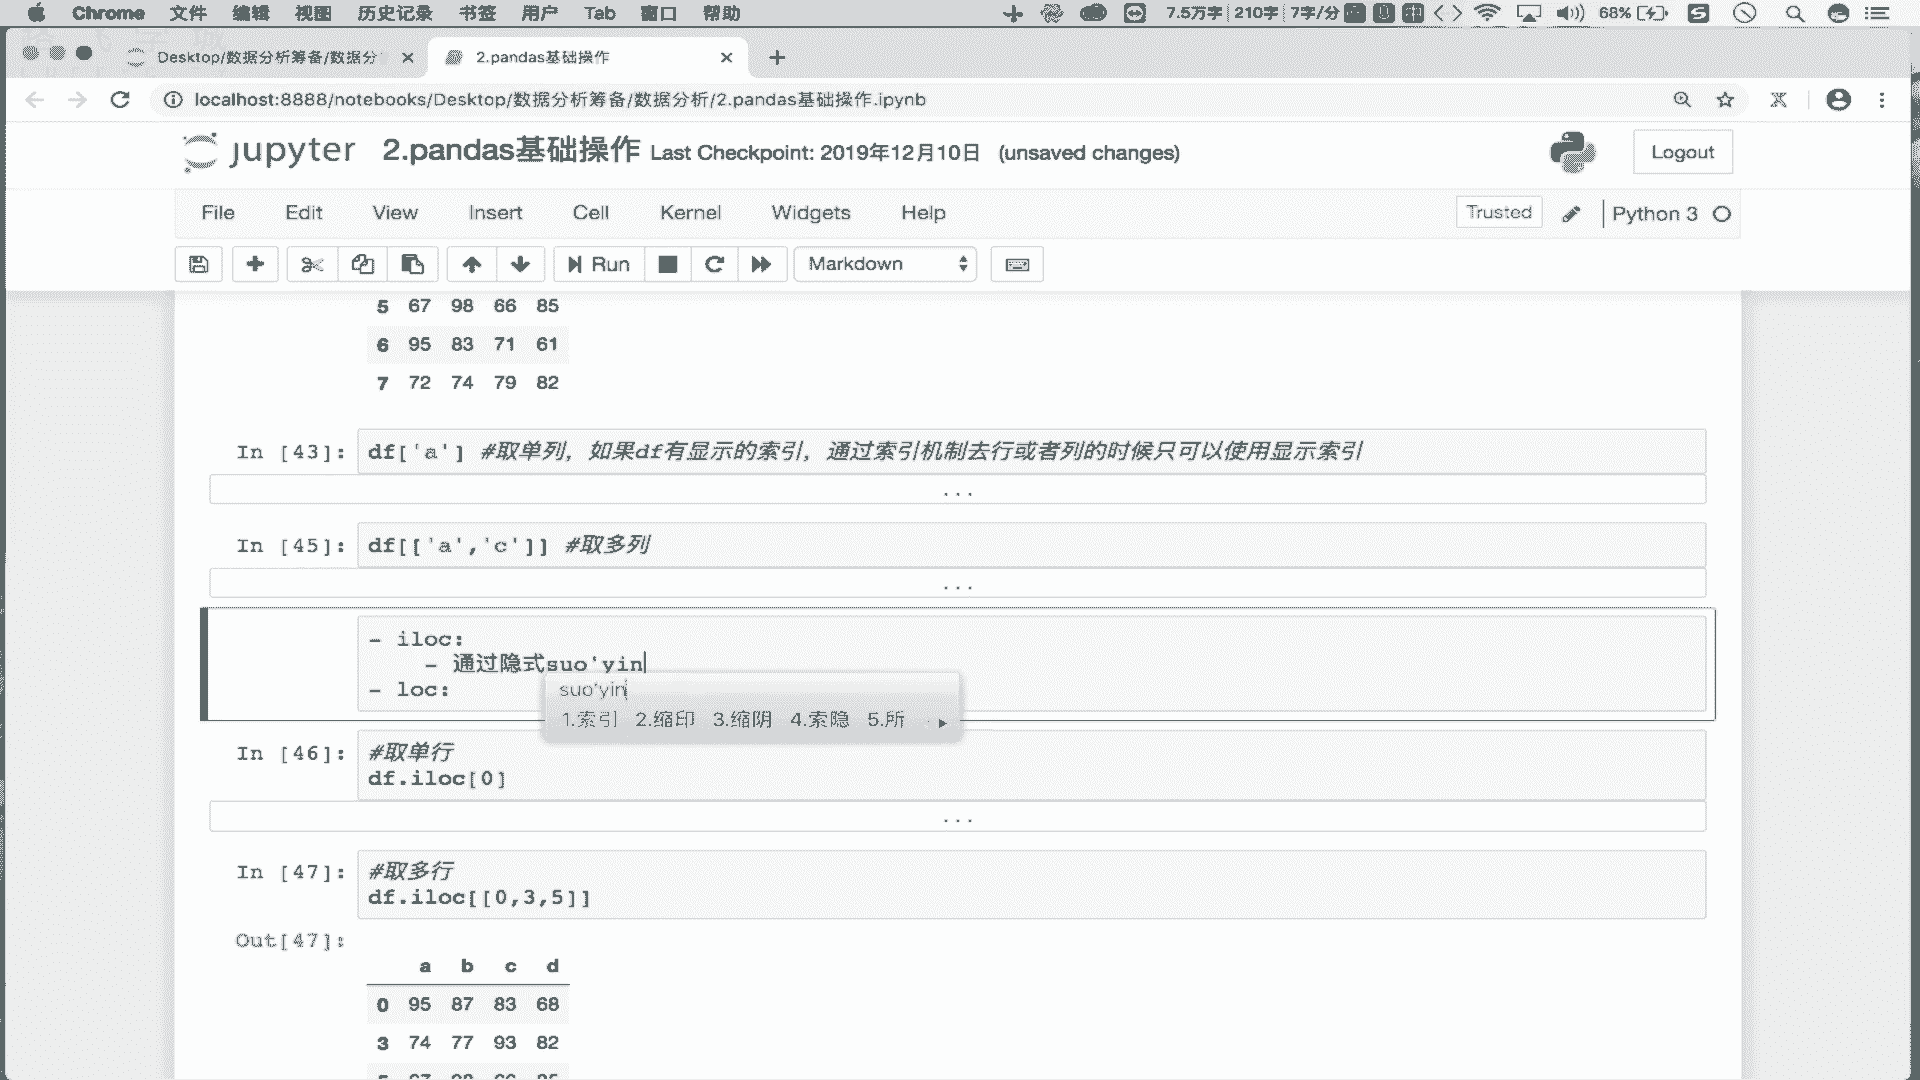 Chrome 文件 编辑 视图 历史记录 书签 用户 Tab 窗口 帮助 7.5万字 210字 7字/分 68%
Desktop/数据分析筹备/数据分
2.pandas基础操作
localhost:8888/notebooks/Desktop/数据分析筹备/数据分析/2.pandas基础操作.ipynb
jupyter 2.pandas基础操作 Last Checkpoint: 2019年12月10日 (unsaved changes) Logout
File Edit View Insert Cell Kernel Widgets Help Trusted Python 3
Run Markdown
5 67 98 66 85
6 95 83 71 61
7 72 74 79 82
In [43]: df['a'] #取单列，如果df有显示的索引，通过索引机制去行或者列的时候只可以使用显示索引
...
In [45]: df[['a','c']] #取多列
...
- iloc:
- 通过隐式suo'yin
- loc:
suo'yin
1.索引 2.缩印 3.缩阴 4.索隐 5.所
In [46]: #取单行
df.iloc[0]
...
In [47]: #取多行
df.iloc[[0,3,5]]
Out[47]:
a b c d
0 95 87 83 68
3 74 77 93 82